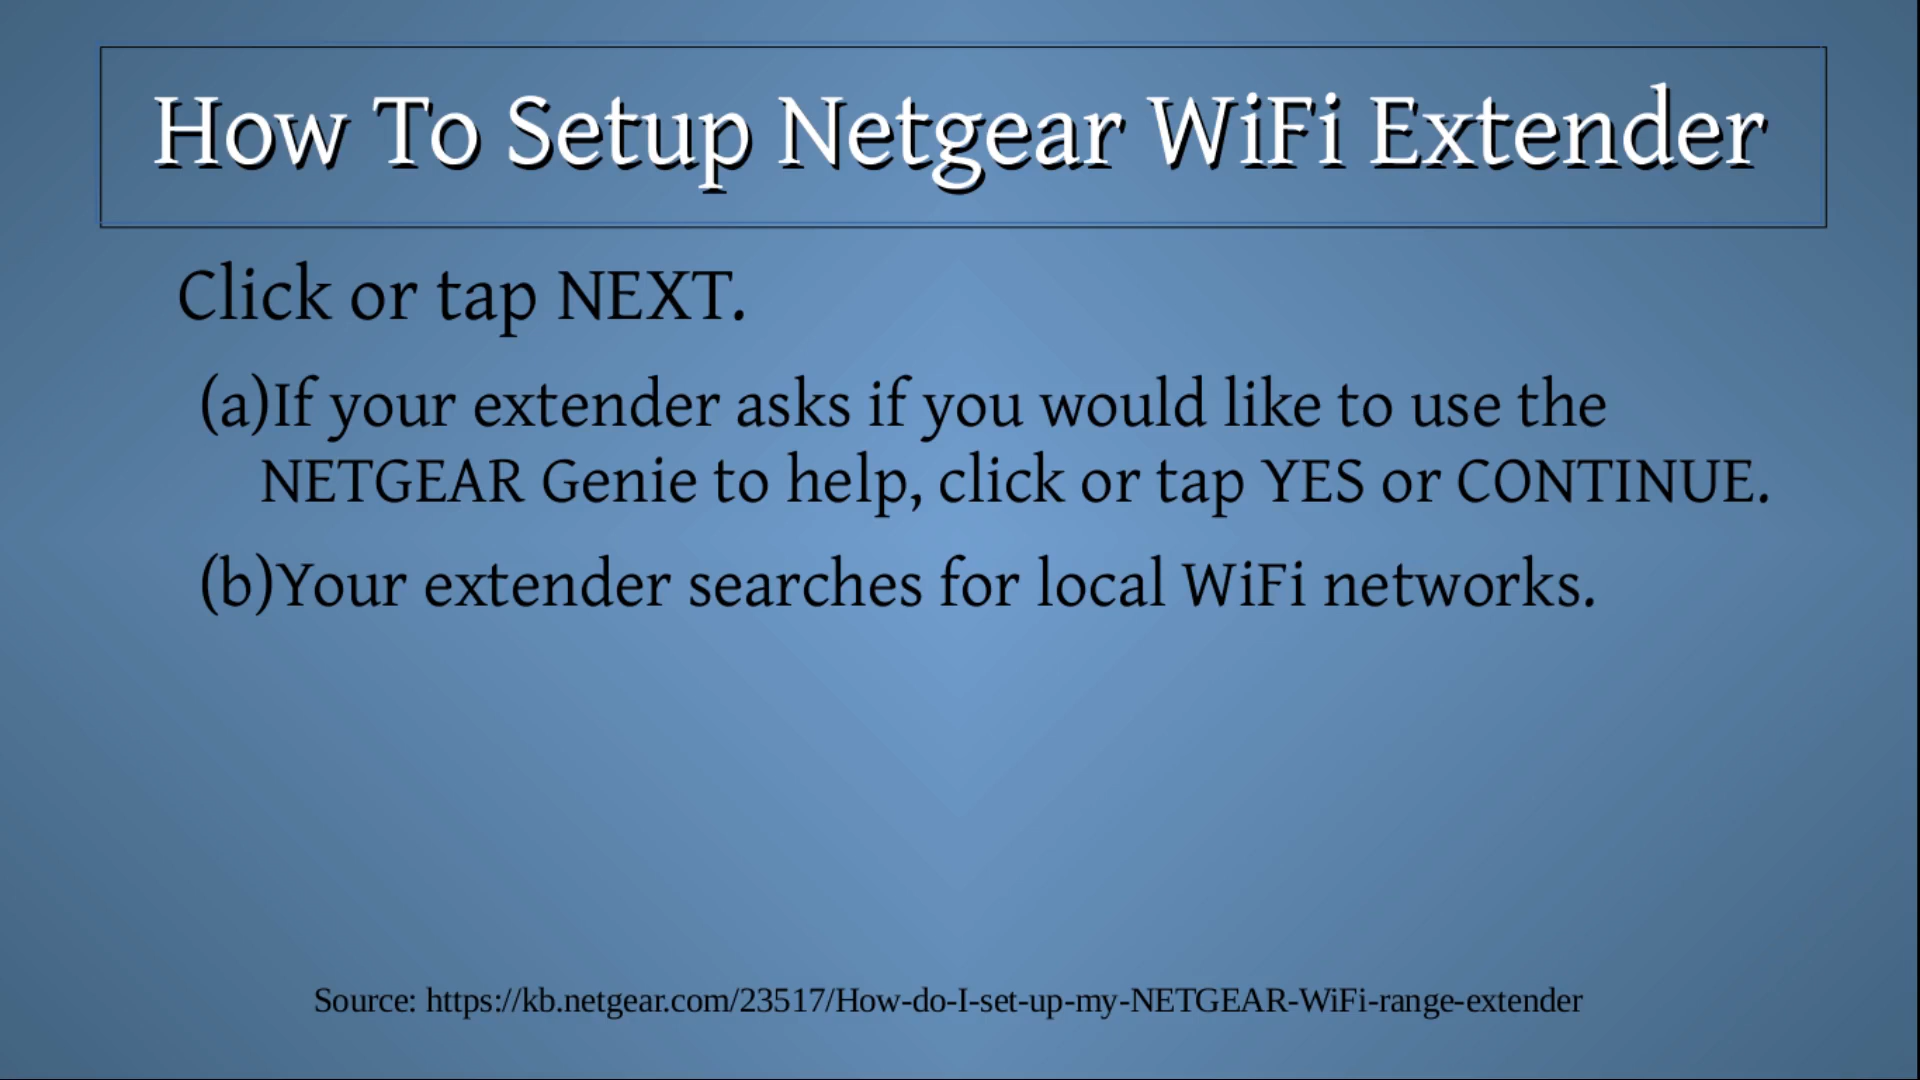 How To Setup Netgear WiFi Extender
Click or tap NEXT.
(a)If your extender asks if you would like to use the
NETGEAR Genie to help, click or tap YES or CONTINUE.
(b)Your extender searches for local WiFi networks.
Source: https://kb.netgear.com/23517/How-do-I-set-up-my-NETGEAR-WiFi-range-extender